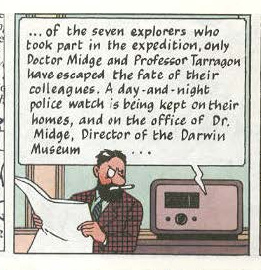 ...of the seven explorers who
took part in the expedition, only
Doctor Midge and Professor Tarragon
have escaped the fate of their
colleagues. A day-and-night
police watch is being kept on their
homes, and on the office of Dr.
Midge, Director of the Darwin
Museum ...